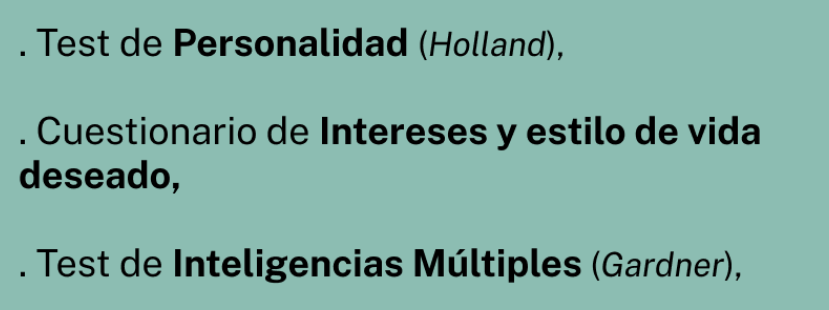 . Test de Personalidad (Holland),
. Cuestionario de Intereses y estilo de vida
deseado,
. Test de Inteligencias Múltiples (Gardner),